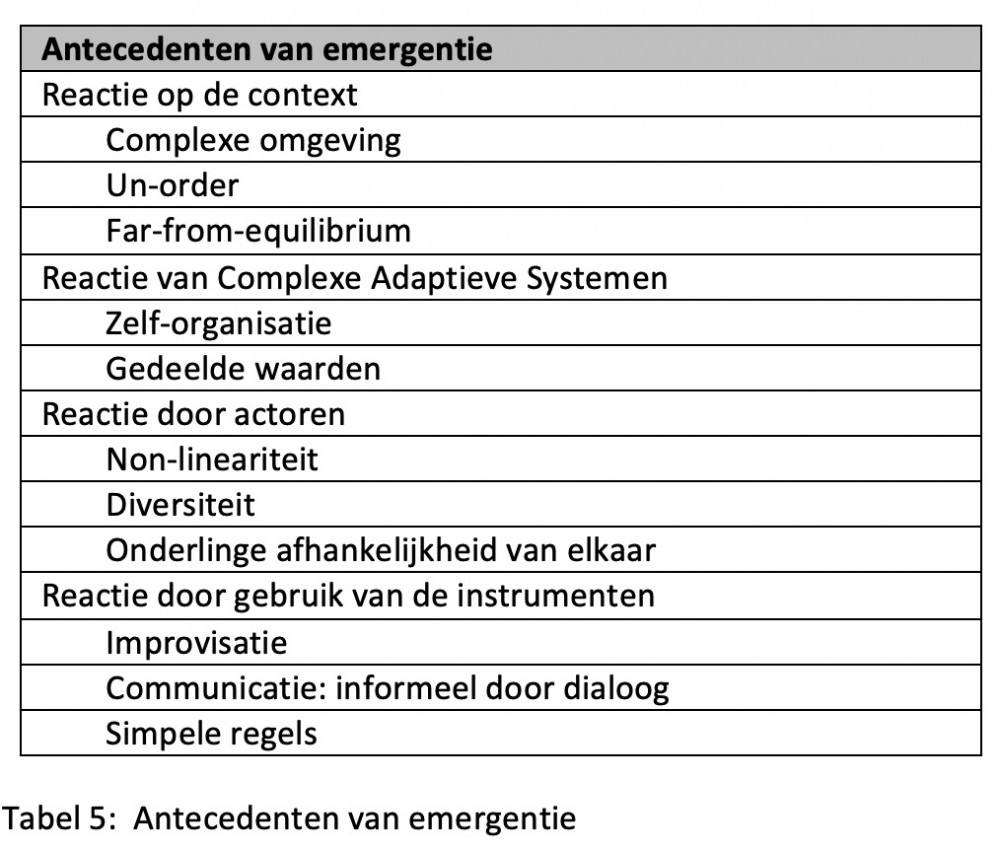 Antecedenten van emergentie
Reactie op de context
Complexe omgeving
Un-order
Far-from-equilibrium
Reactie van Complexe Adaptieve Systemen
Zelf-organisatie
Gedeelde waarden
Reactie door actoren
Non-lineariteit
Diversiteit
Onderlinge afhankelijkheid van elkaar
Reactie door gebruik van de instrumenten
Improvisatie
Communicatie: informeel door dialoog
Simpele regels
Tabel 5: Antecedenten van emergentie